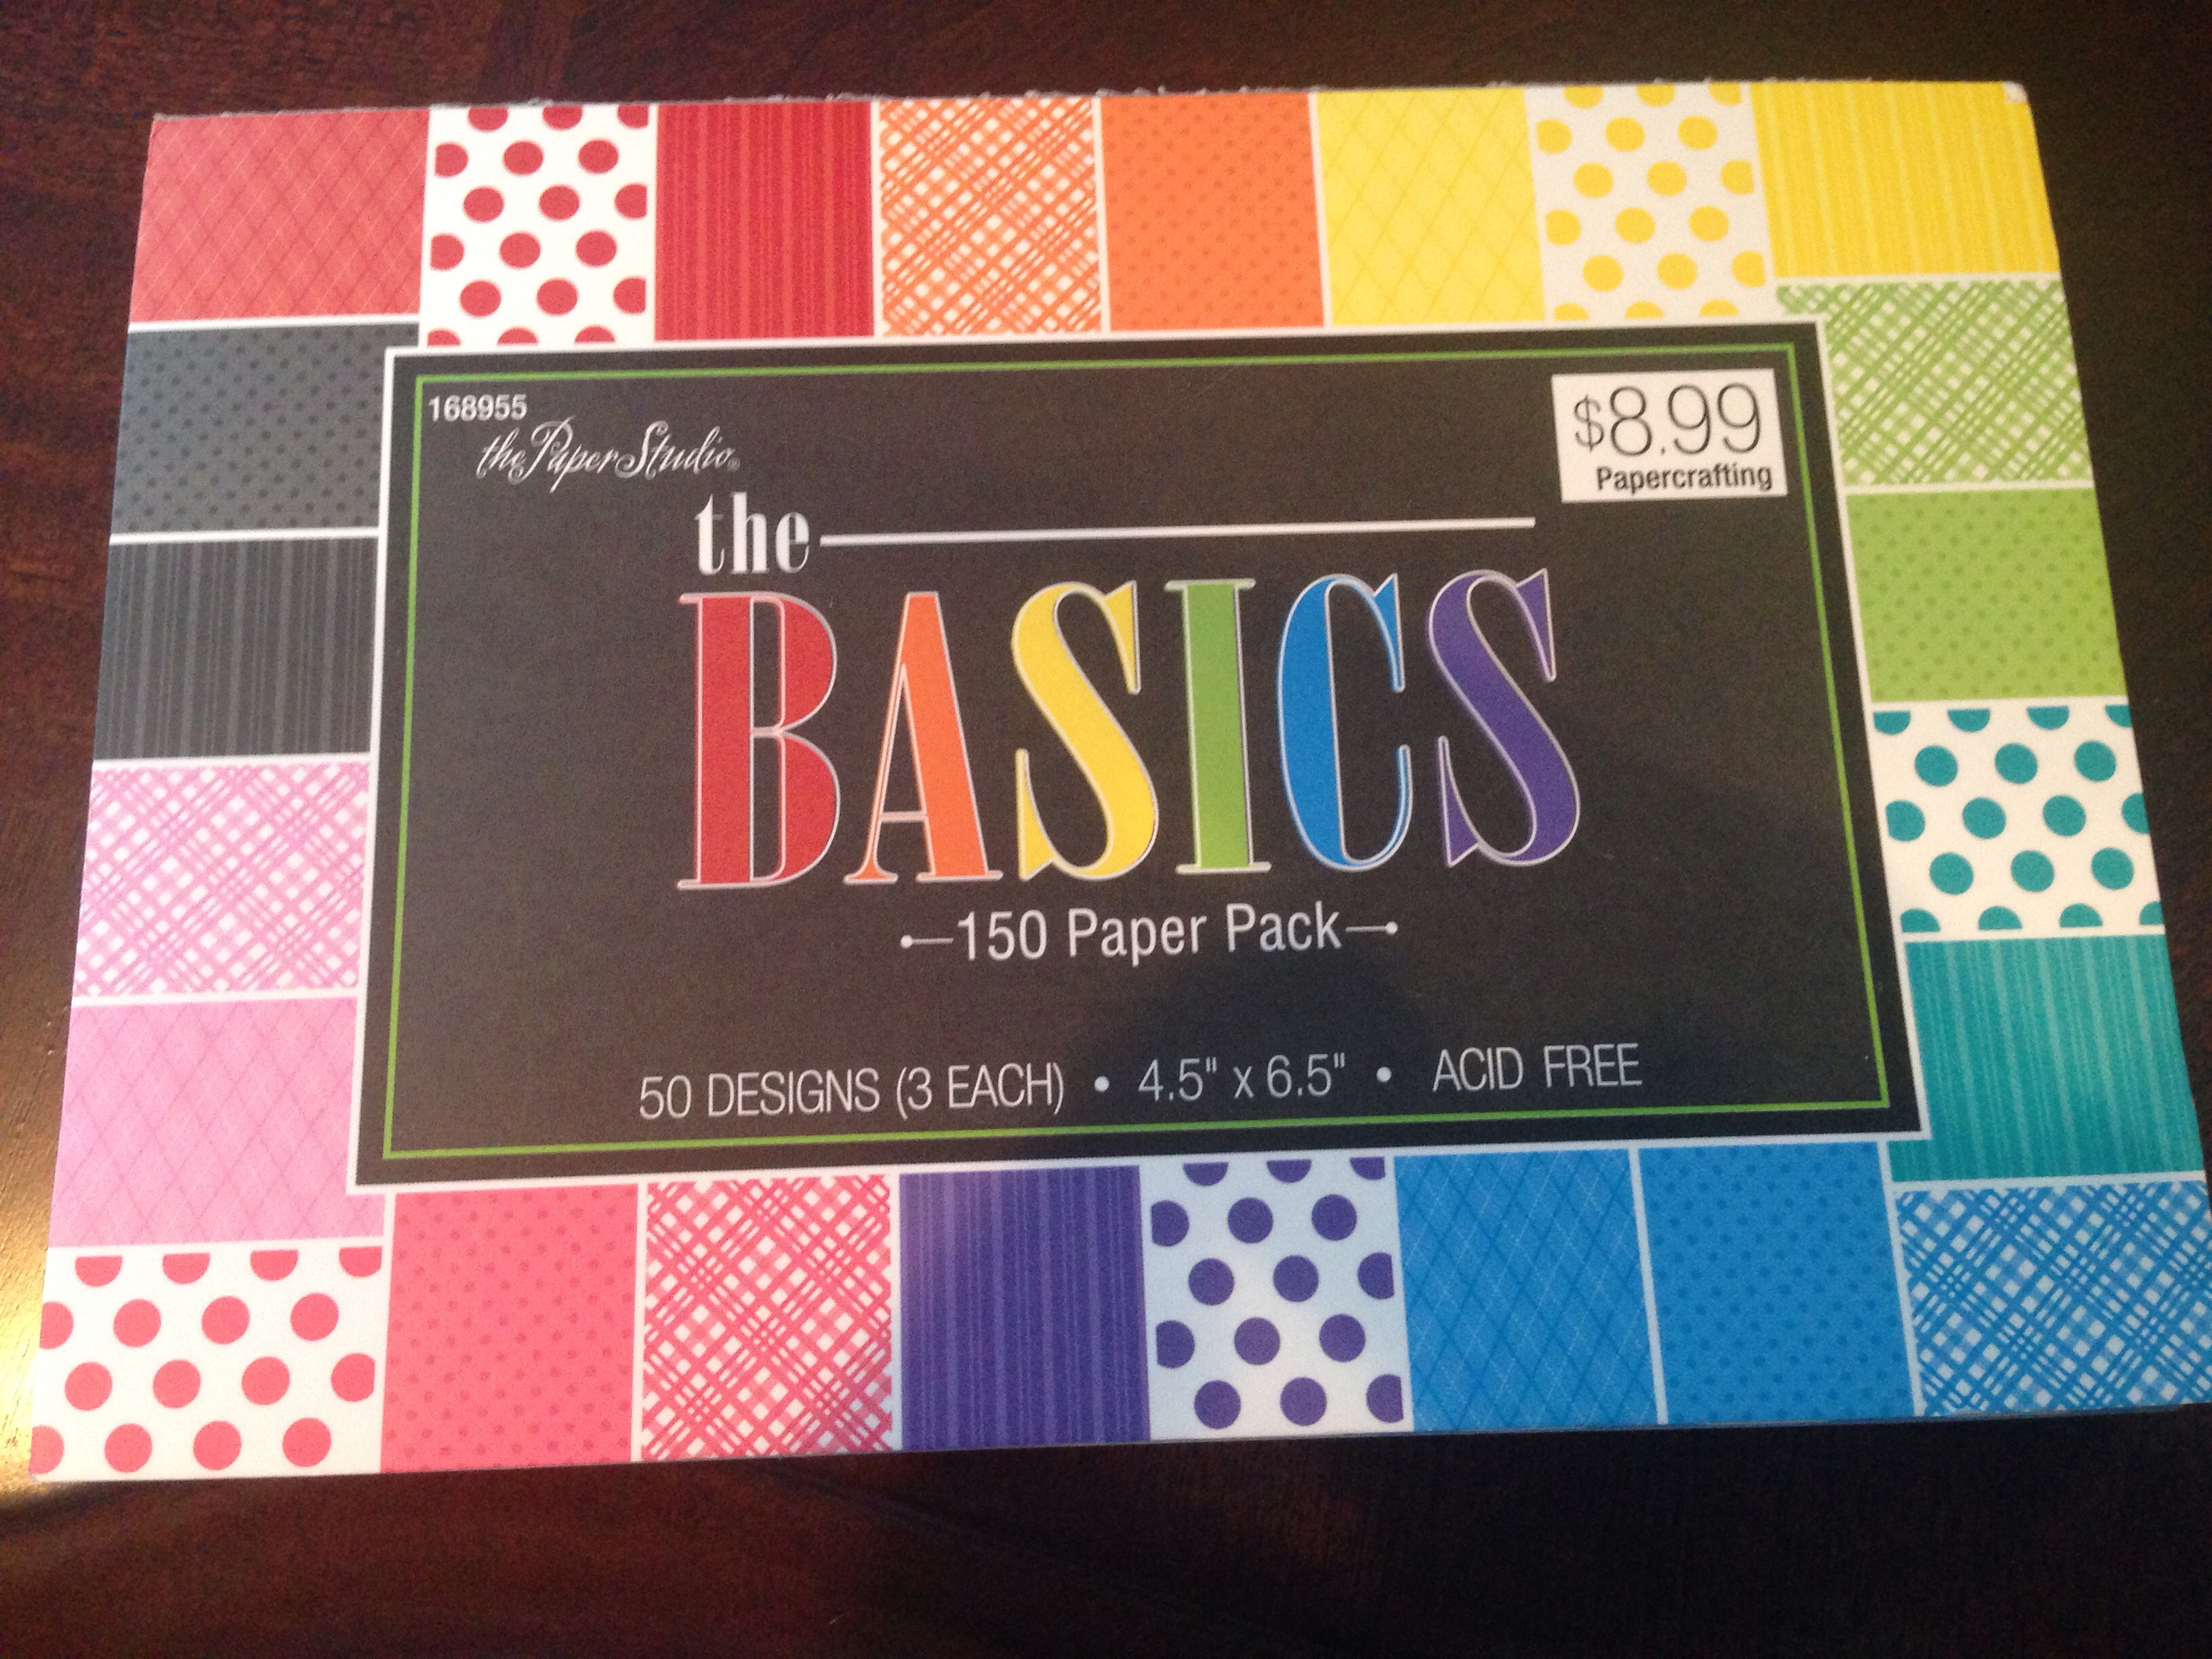 168955
the Paper Studio®
$8.99
Papercrafting
the
BASICS
150 Paper Pack
50 DESIGNS (3 EACH) • 4.5" x 6.5" • ACID FREE